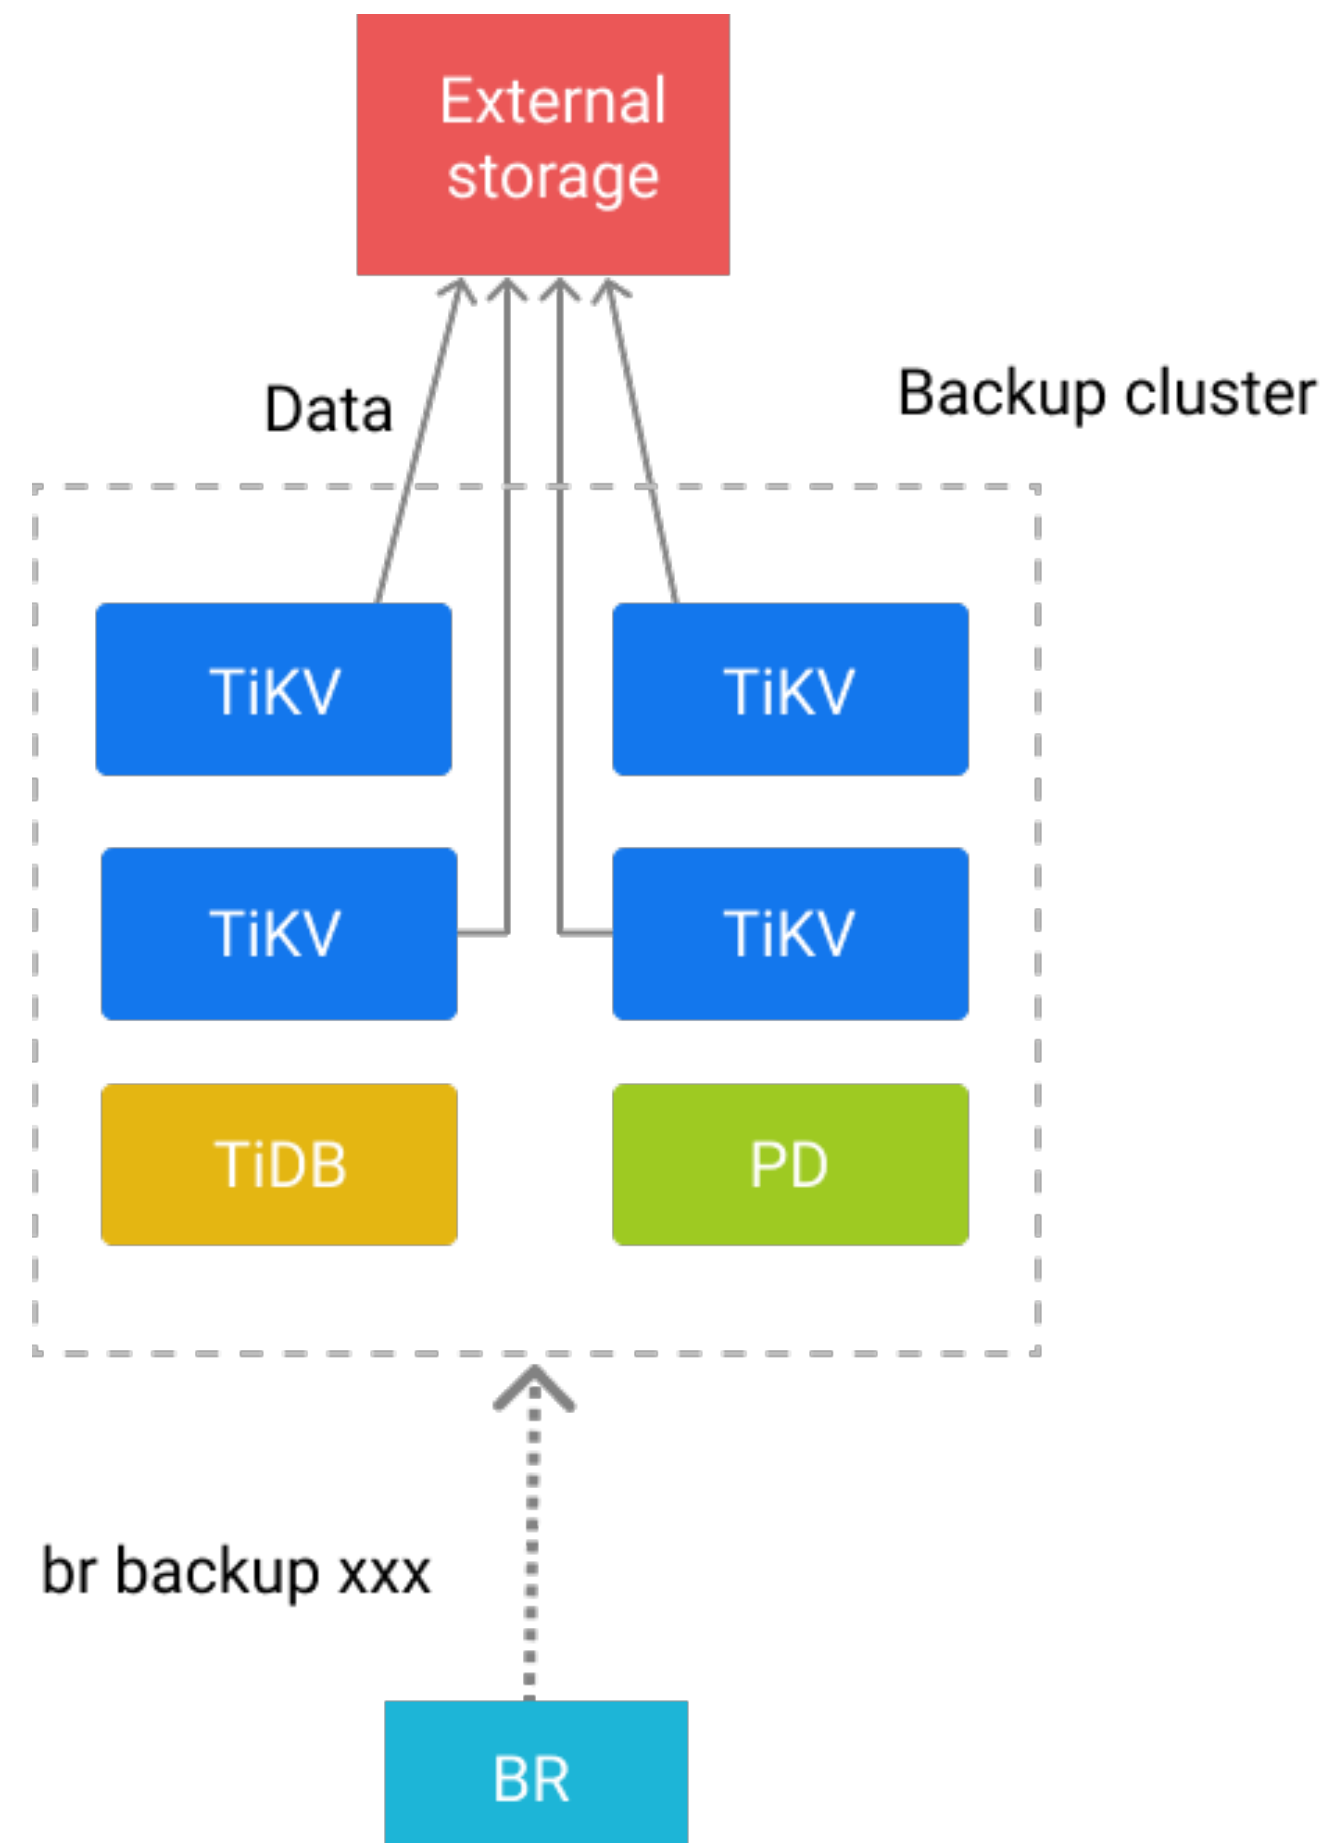 External
storage
Data
Backup cluster
TiKV
TiKV
TiKV
TiKV
TiDB
PD
br backup xxx
BR